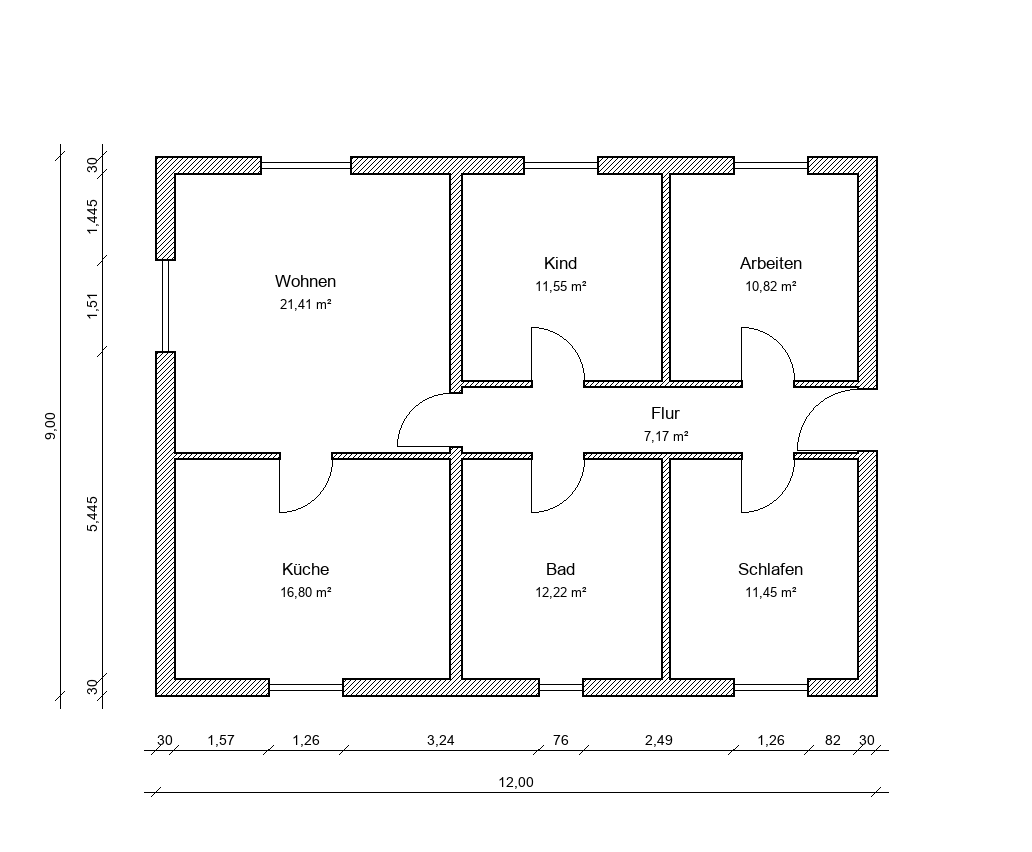 30
1,445
1,51
5,445
30
9,00
Wohnen
21,41 m²
Kind
11,55 m²
Arbeiten
10,82 m²
Flur
7,17 m²
Küche
16,80 m²
Bad
12,22 m²
Schlafen
11,45 m²
30 1,57 1,26 3,24 76 2,49 1,26 82 30
12,00